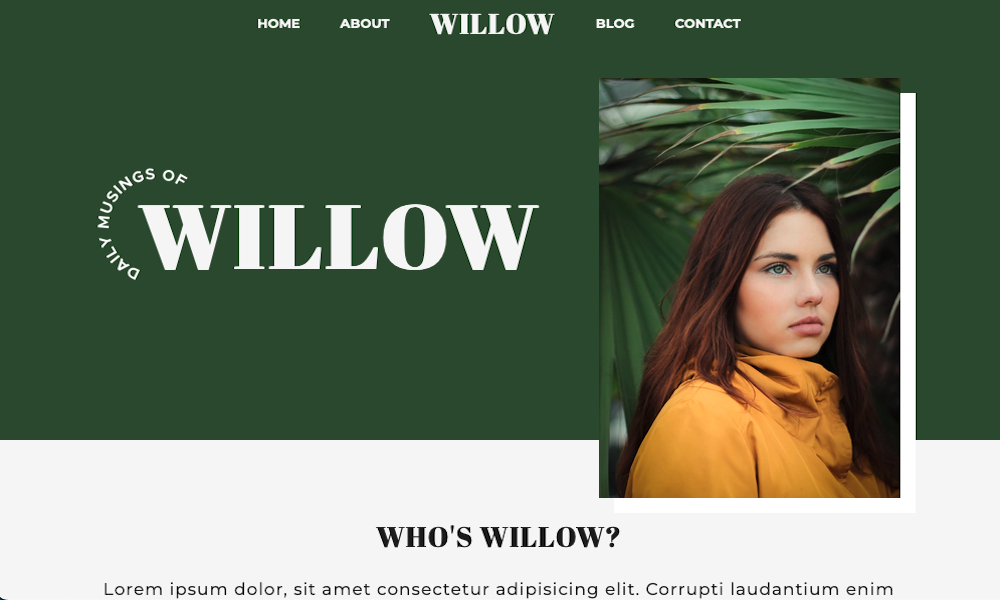 HOME ABOUT WILLOW BLOG CONTACT
DAILY MUSINGS OF
WILLOW
WHO'S WILLOW?
Lorem ipsum dolor, sit amet consectetur adipisicing elit. Corrupti laudantium enim